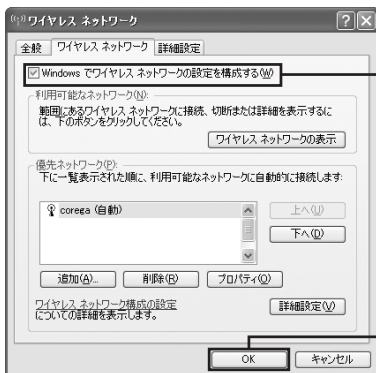 ワイヤレス ネットワーク
全般 ワイヤレス ネットワーク 詳細設定
Windows でワイヤレス ネットワークの設定を構成する(W)
利用可能なネットワーク(N):
範囲にあるワイヤレス ネットワークに接続、切断または詳細を表示するに
は、下のボタンをクリックしてください。
ワイヤレス ネットワークの表示
優先ネットワーク(P):
下に一覧表示された順に、利用可能なネットワークに自動的に接続します:
corega (自動)
上へ(U)
下へ(D)
追加(A)... 削除(R) プロパティ(O)
ワイヤレス ネットワーク構成の設定
についての詳細を表示します。
詳細設定(V)
OK キャンセル